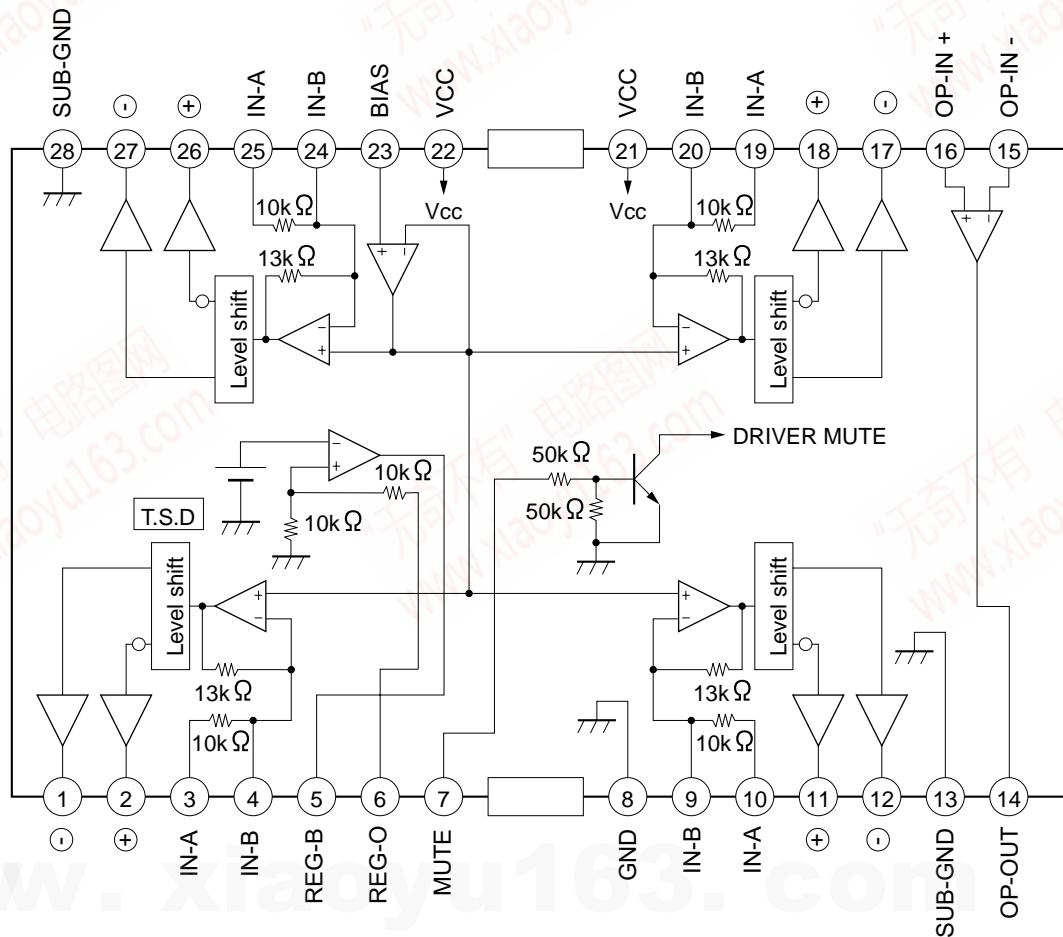 SUB-GND
-
+
IN-A
IN-B
BIAS
VCC
VCC
IN-B
IN-A
+
-
OP-IN +
OP-IN -
28
27
26
25
24
23
22
21
20
19
18
17
16
15
10kΩ
Vcc
Vcc
10kΩ
+
-
+
-
13kΩ
13kΩ
Level shift
-
+
-
+
Level shift
DRIVER MUTE
-
+
10kΩ
50kΩ
T.S.D
10kΩ
50kΩ
Level shift
+
-
+
-
Level shift
13kΩ
13kΩ
10kΩ
10kΩ
1
2
3
4
5
6
7
8
9
10
11
12
13
14
-
+
IN-A
IN-B
REG-B
REG-O
MUTE
GND
IN-B
IN-A
+
-
SUB-GND
OP-OUT
w. xiaoyu163. com